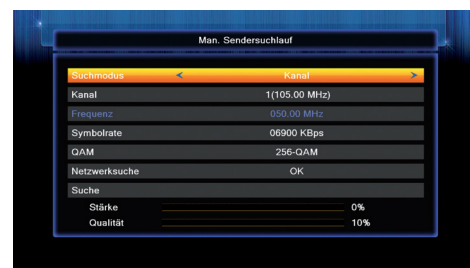 Man. Sendersuchlauf
Suchmodus Kanal
Kanal 1(105.00 MHz)
Frequenz 050.00 MHz
Symbolrate 06900 KBps
QAM 256-QAM
Netzwerksuche OK
Suche
Stärke 0%
Qualität 10%